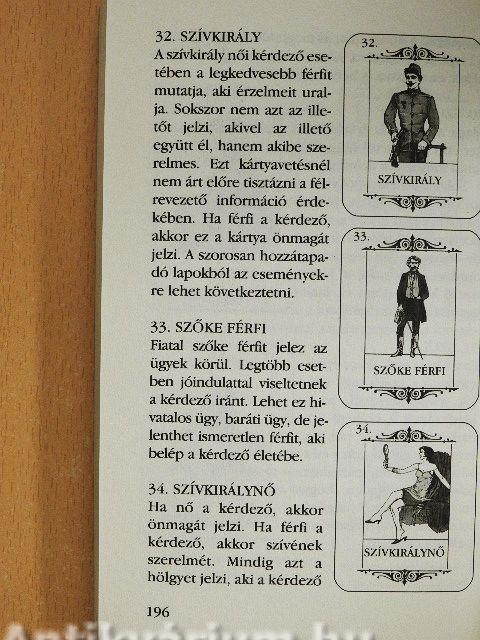 32. SZÍVKIRÁLY
A szívkirály női kérdező ese-
tében a legkedvesebb férfit
mutatja, aki érzelmeit ural-
ja. Sokszor nem azt az ille-
tőt jelzi, akivel az illető
együtt él, hanem akibe sze-
relmes. Ezt kártyavetésnél
nem árt előre tisztázni a fél-
revezető információ érde-
kében. Ha férfi a kérdező,
akkor ez a kártya önmagát
jelzi. A szorosan hozzátapa-
dó lapokból az események-
re lehet következtetni.
33. SZŐKE FÉRFI
Fiatal szőke férfit jelez az
ügyek körül. Legtöbb eset-
ben jóindulattal viseltetnek
a kérdező iránt. Lehet ez hi-
vatalos ügy, baráti ügy, de je-
lenthet ismeretlen férfit, aki
belép a kérdező életébe.
34. SZÍVKIRÁLYNŐ
Ha nő a kérdező, akkor
önmagát jelzi. Ha férfi a
kérdező, akkor szívének
szerelmét. Mindig azt a
hölgyet jelzi, aki a kérdező
196
32.
SZÍVKIRÁLY
33.
SZŐKE FÉRFI
34.
SZÍVKIRÁLYNŐ
Antikvárium.hu